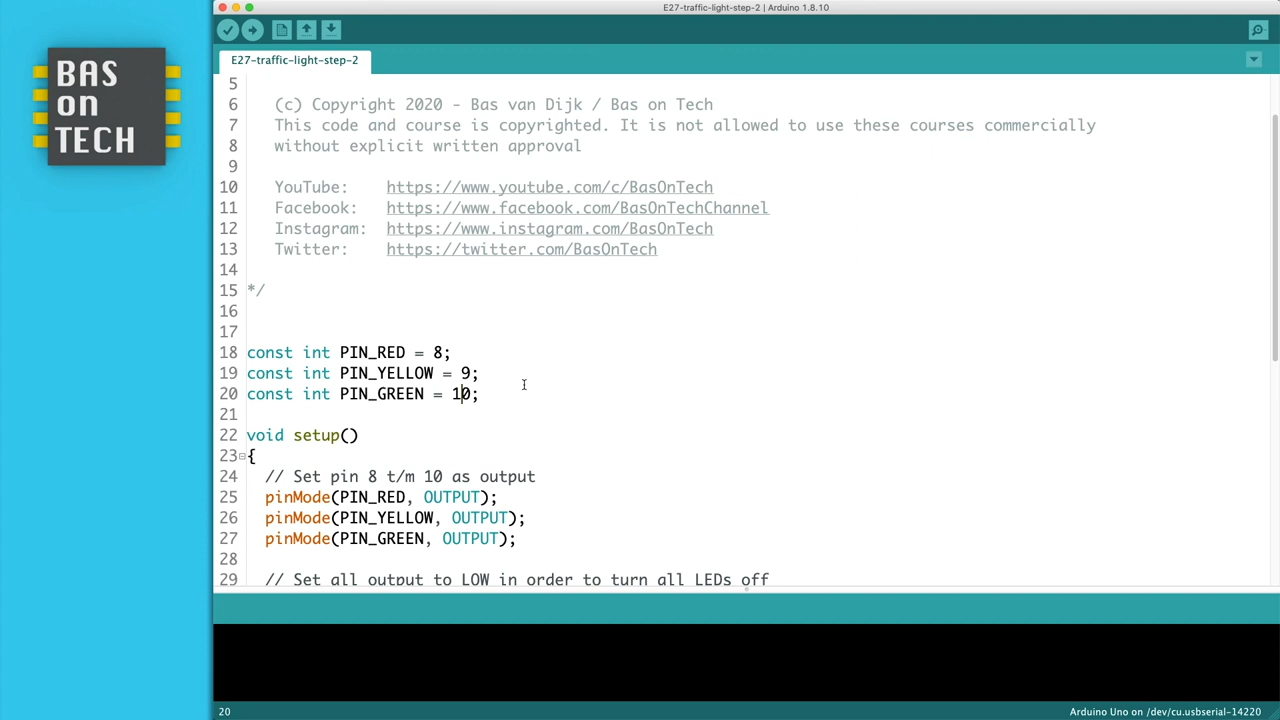 E27-traffic-light-step-2 | Arduino 1.8.10
BAS
on
TECH
E27-traffic-light-step-2
5
6 (c) Copyright 2020 - Bas van Dijk / Bas on Tech
7 This code and course is copyrighted. It is not allowed to use these courses commercially
8 without explicit written approval
9
10 YouTube: https://www.youtube.com/c/BasOnTech
11 Facebook: https://www.facebook.com/BasOnTechChannel
12 Instagram: https://www.instagram.com/BasOnTech
13 Twitter: https://twitter.com/BasOnTech
14
15 */
16
17
18 const int PIN_RED = 8;
19 const int PIN_YELLOW = 9;
20 const int PIN_GREEN = 10;
21
22 void setup()
23 {
24 // Set pin 8 t/m 10 as output
25 pinMode(PIN_RED, OUTPUT);
26 pinMode(PIN_YELLOW, OUTPUT);
27 pinMode(PIN_GREEN, OUTPUT);
28
29 // Set all output to LOW in order to turn all LEDs off
20
Arduino Uno on /dev/cu.usbserial-14220